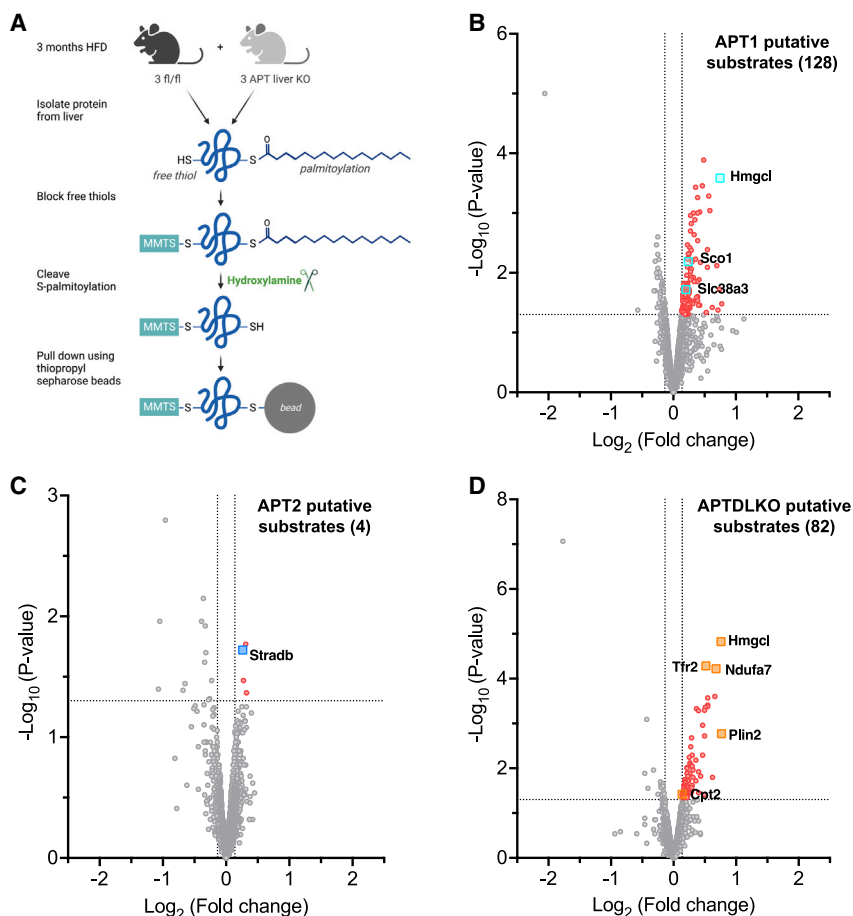 A
3 months HFD
+
3 fl/fl
3 APT liver KO
Isolate protein
from liver
O
HS
S
free thiol
palmitoylation
Block free thiols
O
MMTS
S
S
Cleave
S-palmitoylation
Hydroxylamine
MMTS
S
SH
Pull down using
thiopropyl
sepharose beads
MMTS
S
S
bead
B
APT1 putative
substrates (128)
-Log10 (P-value)
6
4
2
0
Hmgcl
Sco1
Slc38a3
-2
-1
0
1
2
Log2 (Fold change)
C
APT2 putative
substrates (4)
-Log10 (P-value)
3
2
1
0
Stradb
-2
-1
0
1
2
Log2 (Fold change)
D
APTDLKO putative
substrates (82)
-Log10 (P-value)
8
6
4
2
0
Hmgcl
Tfr2
Ndufa7
Plin2
Cpt2
-2
-1
0
1
2
Log2 (Fold change)